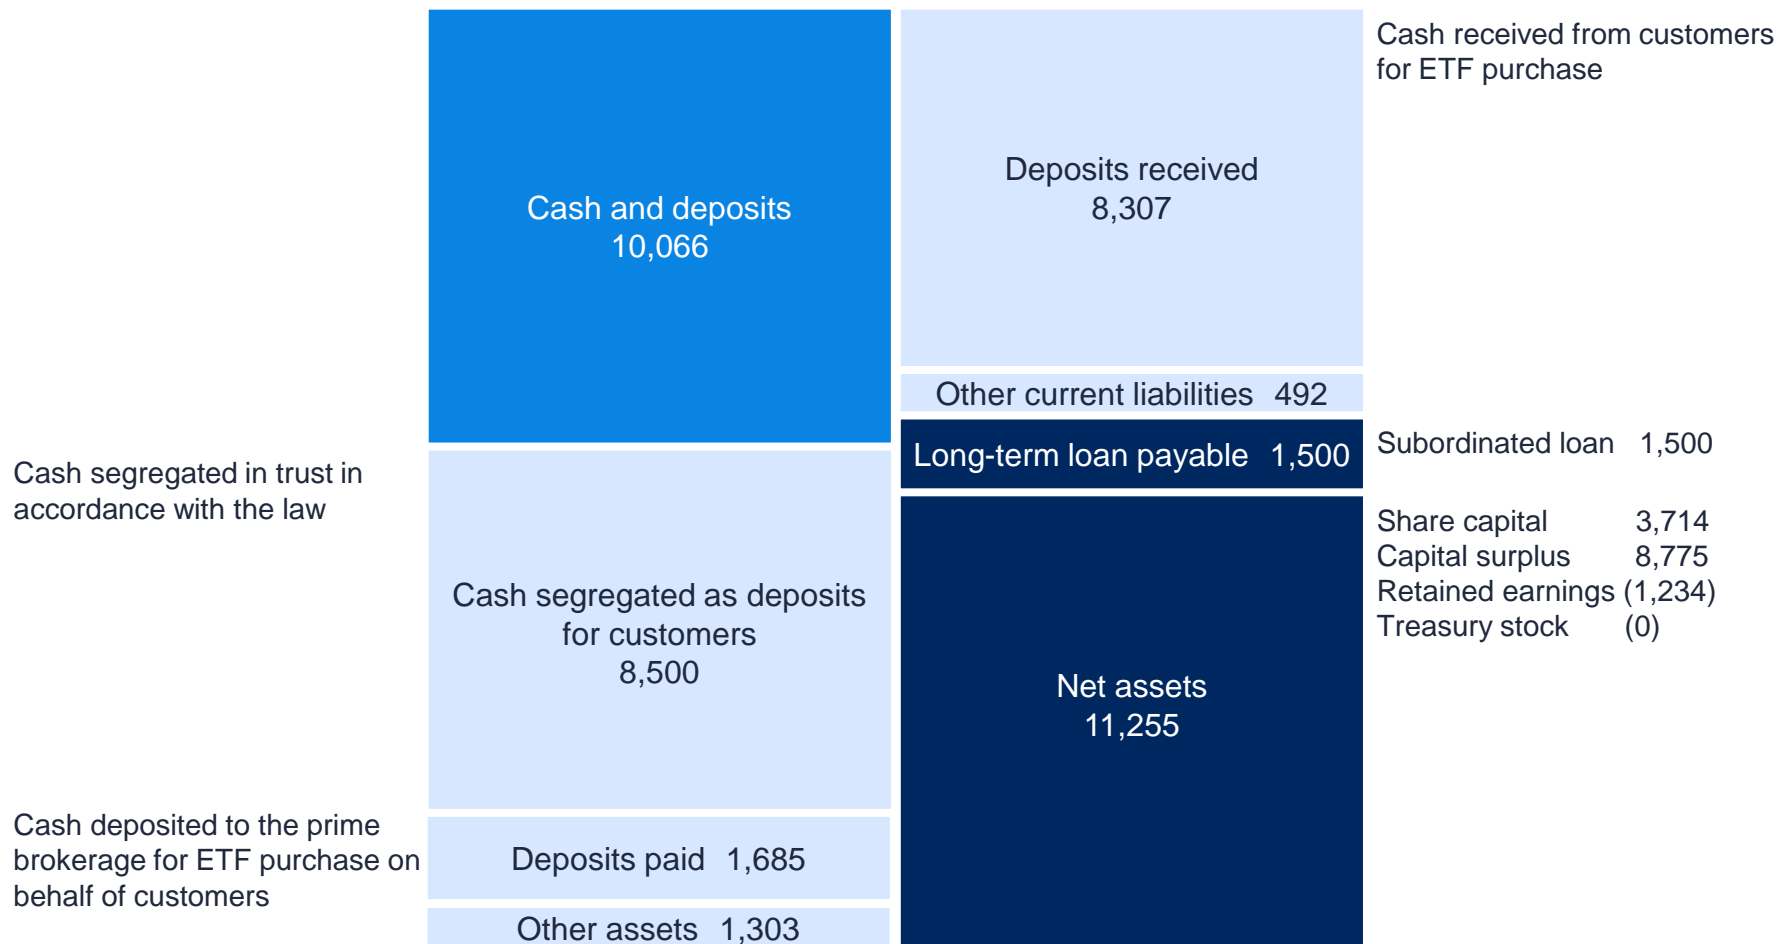 Cash received from customers
for ETF purchase
Cash and deposits
10,066
Deposits received
8,307
Other current liabilities 492
Long-term loan payable 1,500
Subordinated loan 1,500
Cash segregated in trust in
accordance with the law
Cash segregated as deposits
for customers
8,500
Share capital 3,714
Capital surplus 8,775
Retained earnings (1,234)
Treasury stock (0)
Net assets
11,255
Cash deposited to the prime
brokerage for ETF purchase on
behalf of customers
Deposits paid 1,685
Other assets 1,303